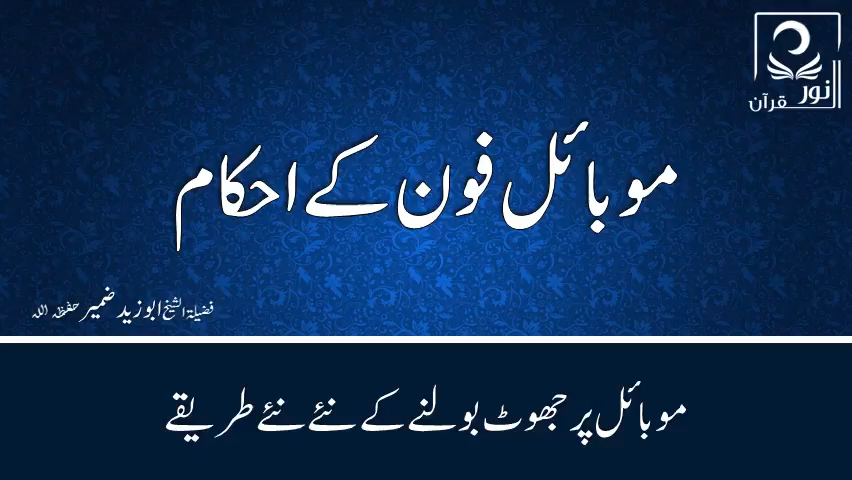 نور
القرآن
موبائل فون کے احکام
فضیلۃ الشیخ ابوزید ضمیر حفظہ اللہ
موبائل پر جھوٹ بولنے کے نئے نئے طریقے